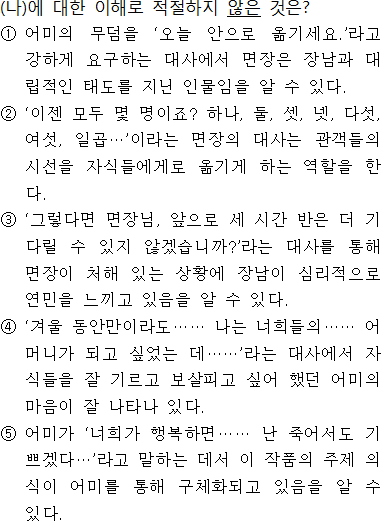 (나)에 대한 이해로 적절하지 않은 것은?
① 어미의 무덤을 ‘오늘 안으로 옮기세요.’라고
강하게 요구하는 대사에서 면장은 장남과 대
립적인 태도를 지닌 인물임을 알 수 있다.
② ‘이젠 모두 몇 명이죠? 하나, 둘, 셋, 넷, 다섯,
여섯, 일곱…’이라는 면장의 대사는 관객들의
시선을 자식들에게로 옮기게 하는 역할을 한
다.
③ ‘그렇다면 면장님, 앞으로 세 시간 반은 더 기
다릴 수 있지 않겠습니까?’라는 대사를 통해
면장이 처해 있는 상황에 장남이 심리적으로
연민을 느끼고 있음을 알 수 있다.
④ ‘겨울 동안만이라도…… 나는 너희들의…… 어
머니가 되고 싶었는 데……’라는 대사에서 자
식들을 잘 기르고 보살피고 싶어 했던 어미의
마음이 잘 나타나 있다.
⑤ 어미가 ‘너희가 행복하면…… 난 죽어서도 기
쁘겠다…’라고 말하는 데서 이 작품의 주제 의
식이 어미를 통해 구체화되고 있음을 알 수
있다.